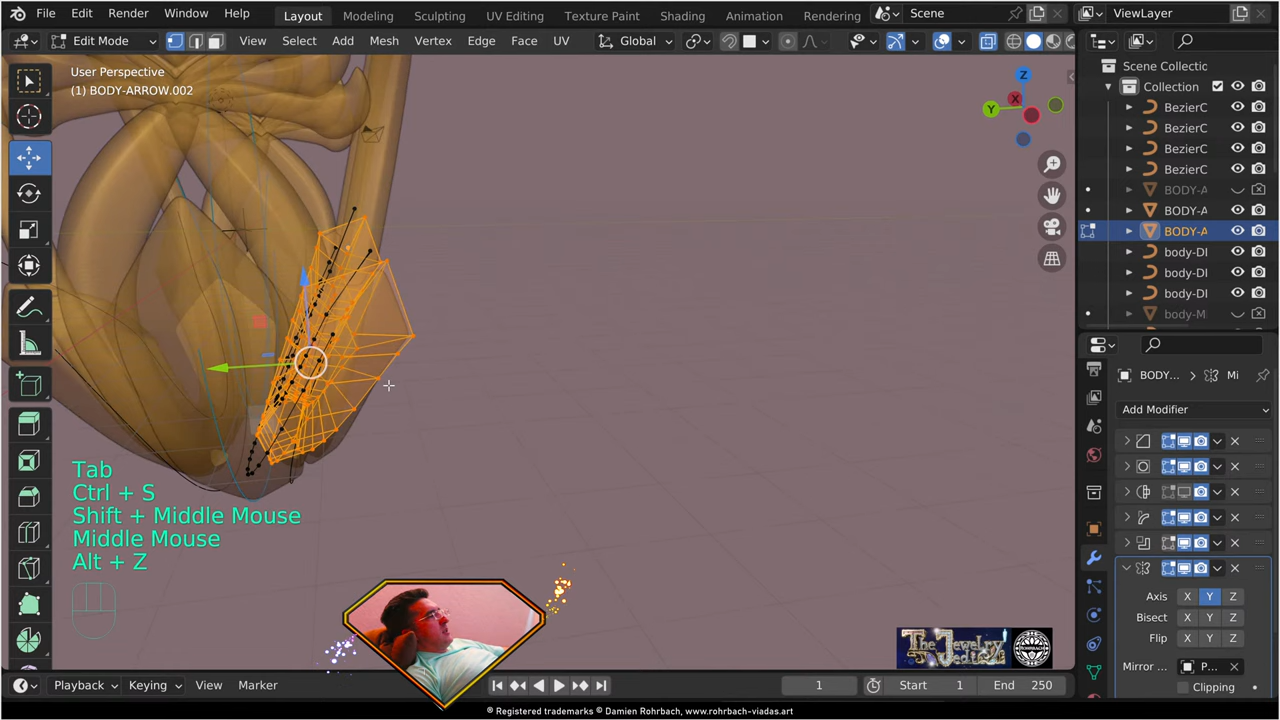 File Edit Render Window Help Layout Modeling Sculpting UV Editing Texture Paint Shading Animation Rendering Scene ViewLayer
Edit Mode View Select Add Mesh Vertex Edge Face UV Global
User Perspective
(1) BODY-ARROW.002
Z
X
Y
Scene Collectic
Collection
BezierC
BezierC
BezierC
BezierC
BODY-A
BODY-A
BODY-A
body-DI
body-DI
body-DI
body-M
BODY... Mi
Add Modifier
Axis X Y Z
Bisect X Y Z
Flip X Y Z
Mirror ... P...
Clipping
Tab
Ctrl + S
Shift + Middle Mouse
Middle Mouse
Alt + Z
The Jewelry
Jedi
ROHRBACH
Playback Keying View Marker 1 Start 1 End 250
® Registered trademarks © Damien Rohrbach, www.rohrbach-viadas.art